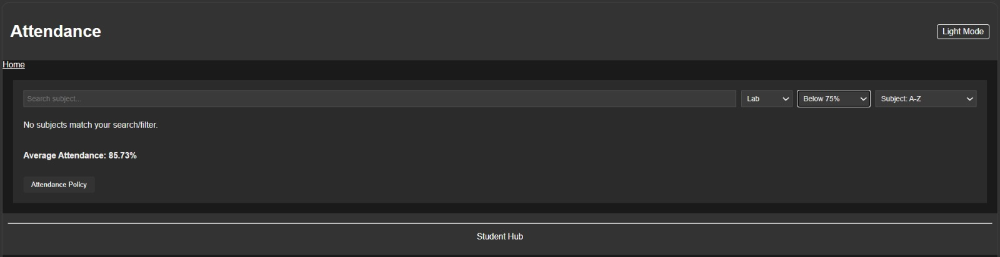 Attendance
Light Mode
Home
Search subject...
Lab
Below 75%
Subject: A-Z
No subjects match your search/filter.
Average Attendance: 85.73%
Attendance Policy
Student Hub